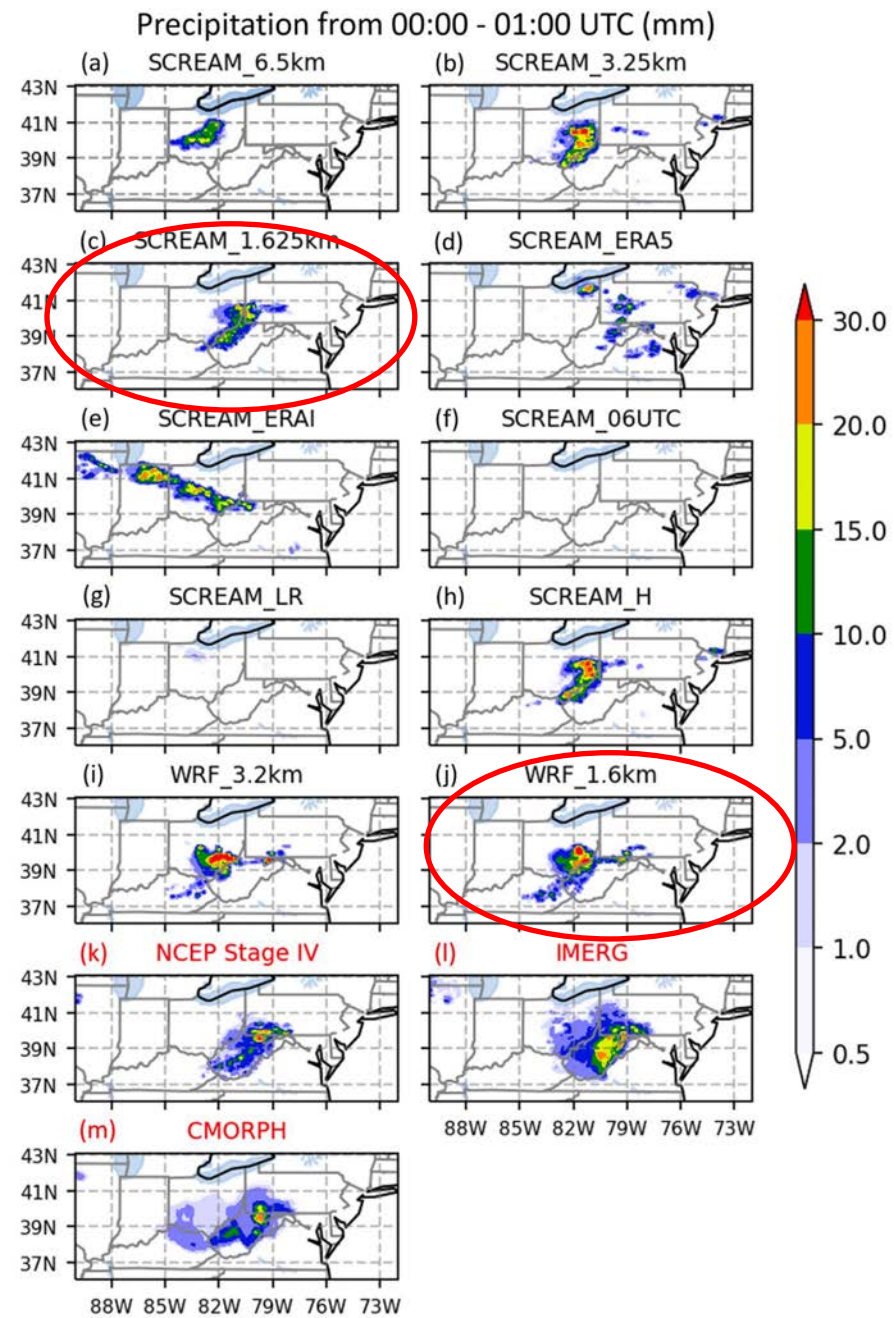 Precipitation from 00:00 - 01:00 UTC (mm)
(a) SCREAM_6.5km
(b) SCREAM_3.25km
43N
41N
39N
37N
(c) SCREAM_1.625km
(d) SCREAM_ERA5
43N
41N
39N
37N
(e) SCREAM_ERAI
(f) SCREAM_06UTC
43N
41N
39N
37N
(g) SCREAM_LR
(h) SCREAM_H
43N
41N
39N
37N
(i) WRF_3.2km
(j) WRF_1.6km
43N
41N
39N
37N
(k) NCEP Stage IV
(l) IMERG
43N
41N
39N
37N
88W 85W 82W 79W 76W 73W
(m) CMORPH
43N
41N
39N
37N
88W 85W 82W 79W 76W 73W
30.0
20.0
15.0
10.0
5.0
2.0
1.0
0.5